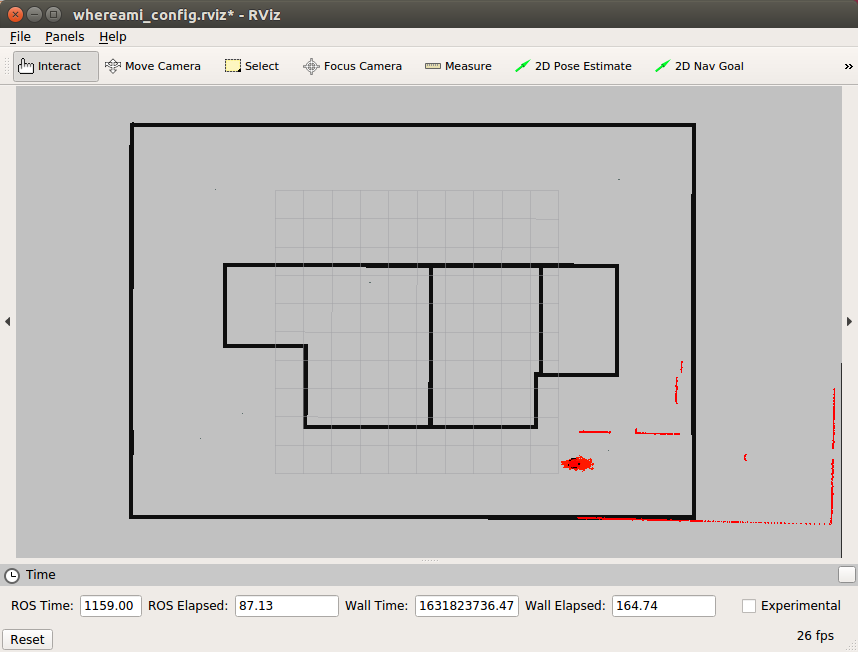 whereami_config.rviz* - RViz
File Panels Help
Interact Move Camera Select Focus Camera Measure 2D Pose Estimate 2D Nav Goal »
Time
ROS Time: 1159.00 ROS Elapsed: 87.13 Wall Time: 1631823736.47 Wall Elapsed: 164.74 Experimental
Reset 26 fps